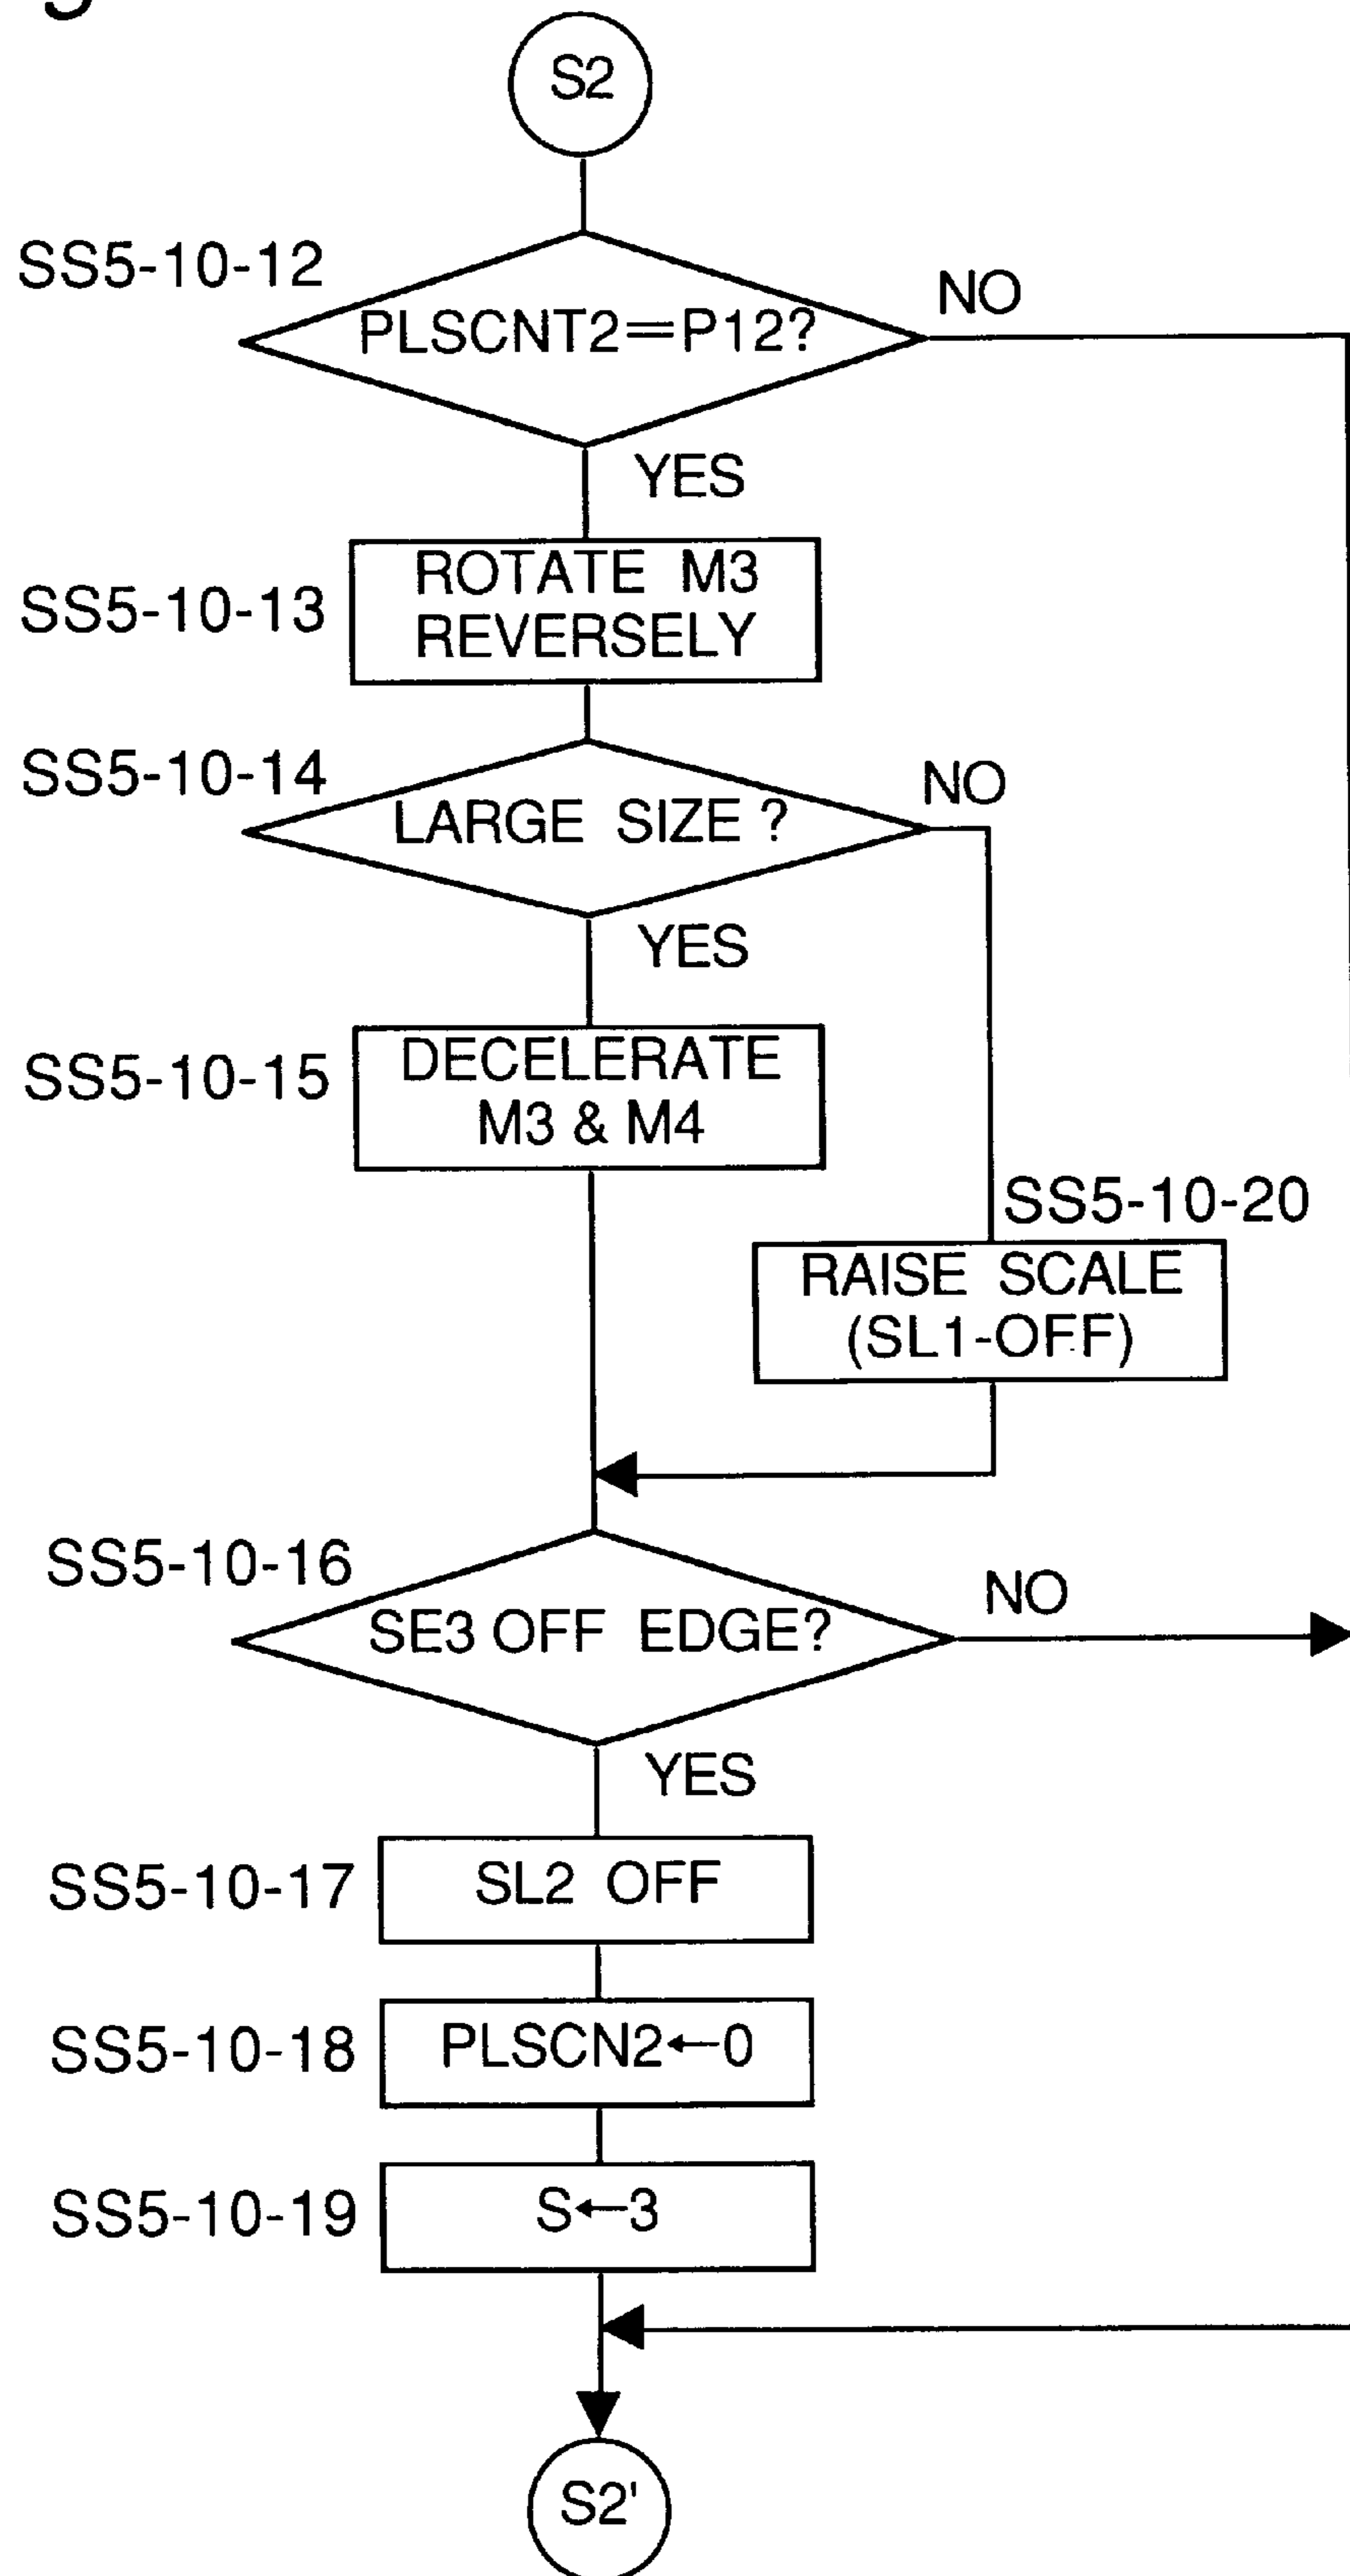 S2
SS5-10-12
PLSCNT2=P12?
NO
YES
SS5-10-13
ROTATE M3
REVERSELY
SS5-10-14
LARGE SIZE ?
NO
YES
SS5-10-15
DECELERATE
M3 & M4
SS5-10-20
RAISE SCALE
(SL1-OFF)
SS5-10-16
SE3 OFF EDGE?
NO
YES
SS5-10-17
SL2 OFF
SS5-10-18
PLSCN2←0
SS5-10-19
S←3
S2'